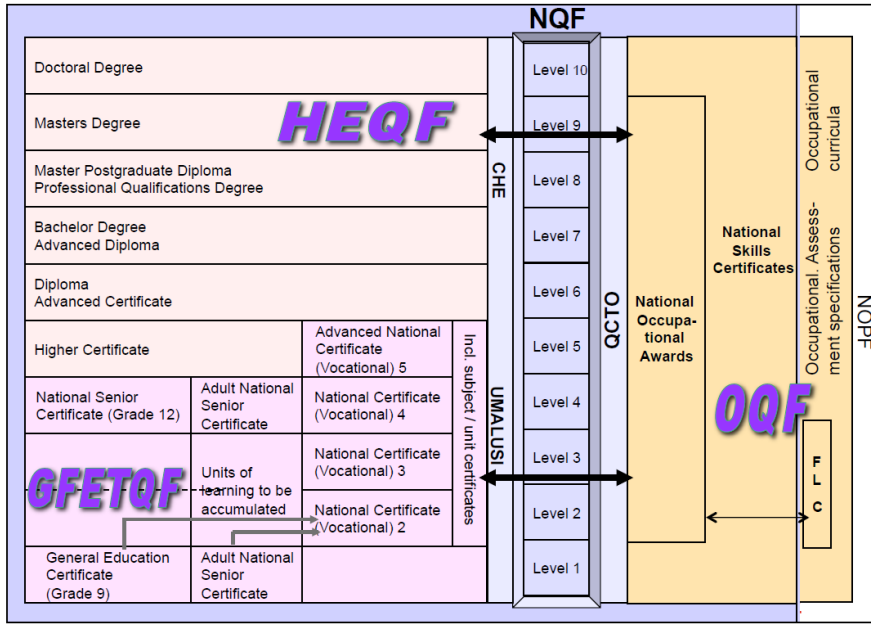 NQF
Doctoral Degree
Masters Degree
HEQF
Master Postgraduate Diploma
Professional Qualifications Degree
Bachelor Degree
Advanced Diploma
Diploma
Advanced Certificate
Higher Certificate
Advanced National
Certificate
(Vocational) 5
National Senior
Certificate (Grade 12)
Adult National
Senior
Certificate
National Certificate
(Vocational) 4
GFETQF
Units of
learning to be
accumulated
National Certificate
(Vocational) 3
National Certificate
(Vocational) 2
General Education
Certificate
(Grade 9)
Adult National
Senior
Certificate
Incl. subject / unit certificates
CHE
UMALUSI
Level 10
Level 9
Level 8
Level 7
Level 6
Level 5
Level 4
Level 3
Level 2
Level 1
QCTO
National
Occupa-
tional
Awards
National
Skills
Certificates
OQF
Occupational
curricula
Occupational. Assess-
ment specifications
F
L
C
NOPF